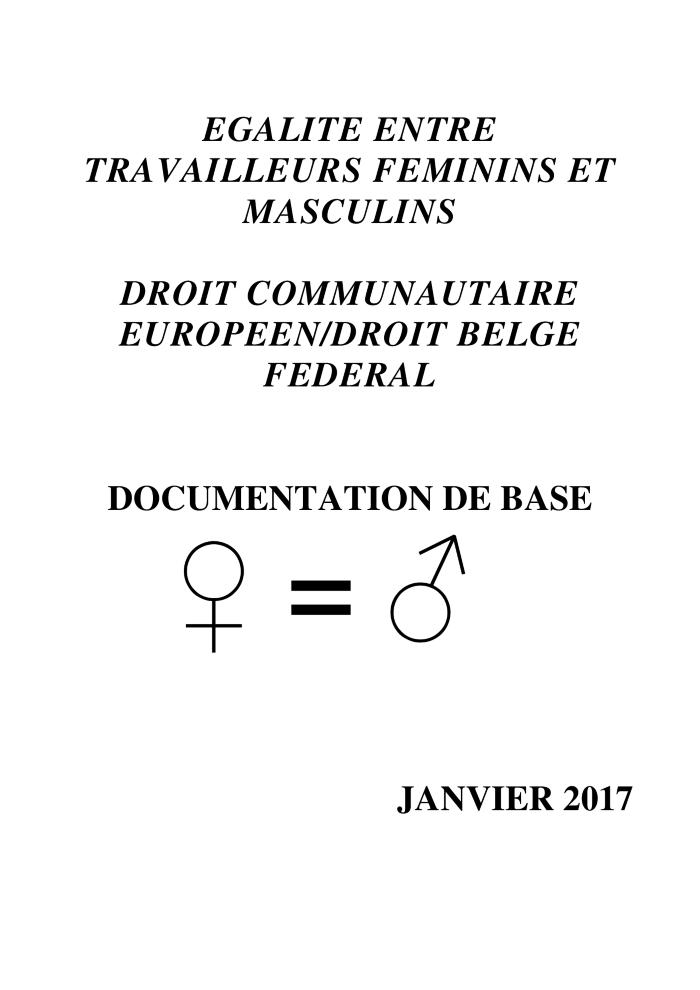 EGALITE ENTRE
TRAVAILLEURS FEMININS ET
MASCULINS
DROIT COMMUNAUTAIRE
EUROPEEN/DROIT BELGE
FEDERAL
DOCUMENTATION DE BASE
♀ = ♂
JANVIER 2017